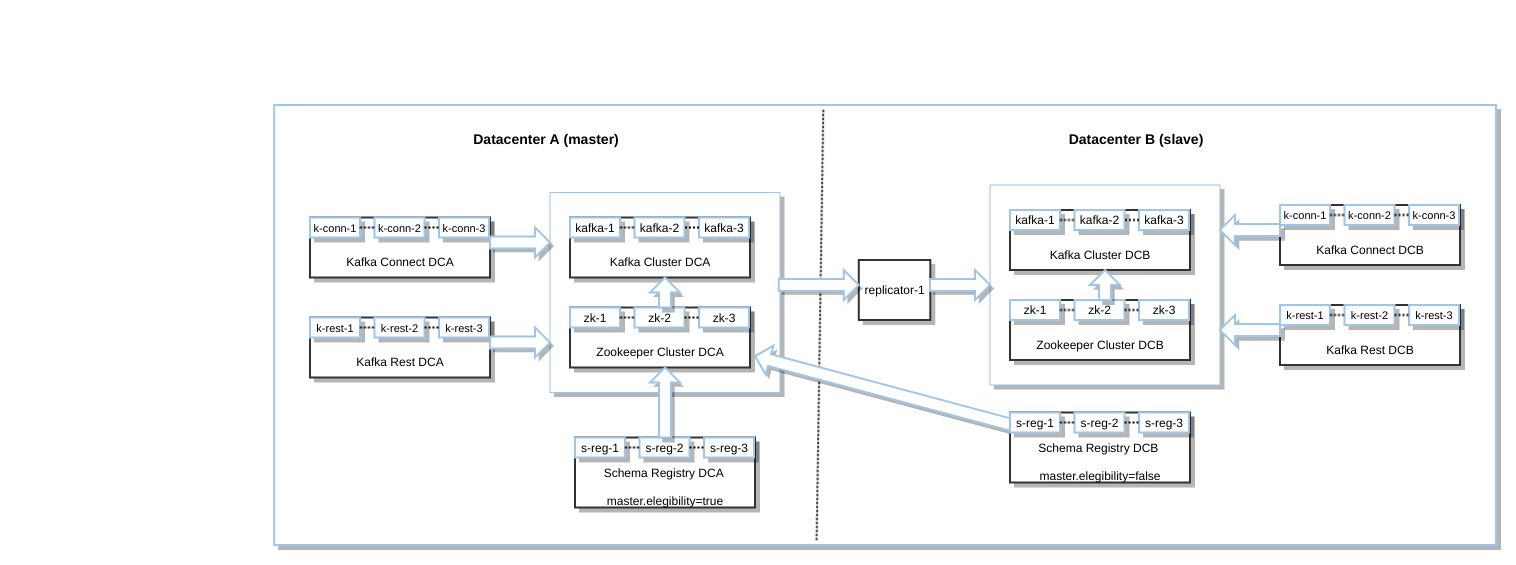 Datacenter A (master)
Datacenter B (slave)
k-conn-1 k-conn-2 k-conn-3
Kafka Connect DCA
kafka-1 kafka-2 kafka-3
Kafka Cluster DCA
k-rest-1 k-rest-2 k-rest-3
Kafka Rest DCA
zk-1 zk-2 zk-3
Zookeeper Cluster DCA
s-reg-1 s-reg-2 s-reg-3
Schema Registry DCA
master.elegibility=true
replicator-1
kafka-1 kafka-2 kafka-3
Kafka Cluster DCB
k-conn-1 k-conn-2 k-conn-3
Kafka Connect DCB
zk-1 zk-2 zk-3
Zookeeper Cluster DCB
k-rest-1 k-rest-2 k-rest-3
Kafka Rest DCB
s-reg-1 s-reg-2 s-reg-3
Schema Registry DCB
master.elegibility=false